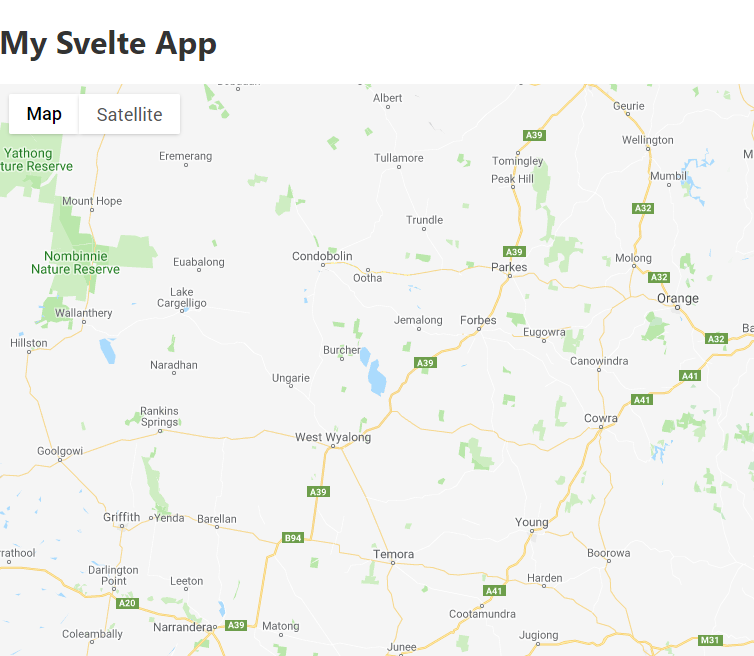 My Svelte App
Map
Satellite
Albert
Geurie
A39
Wellington
Yathong
ture Reserve
Eremerang
Tullamore
Tomingley
Peak Hill
Mumbil
Mount Hope
A32
Trundle
Nombinnie
Nature Reserve
Euabalong
Condobolin
Ootha
A39
Parkes
Molong
A32
Lake
Cargelligo
Orange
Wallanthery
Jemalong
Forbes
Eugowra
Hillston
Burcher
A32
Ba
Naradhan
A39
Canowindra
Ungarie
A41
A41
Rankins
Springs
Cowra
West Wyalong
Goolgowi
A39
Griffith
Yenda
Barellan
Young
B94
rrathool
Temora
Boorowa
Darlington
Point
Leeton
Harden
A41
A20
Cootamundra
Narrandera
A39
Matong
Coleambally
Jugiong
M31
Junee